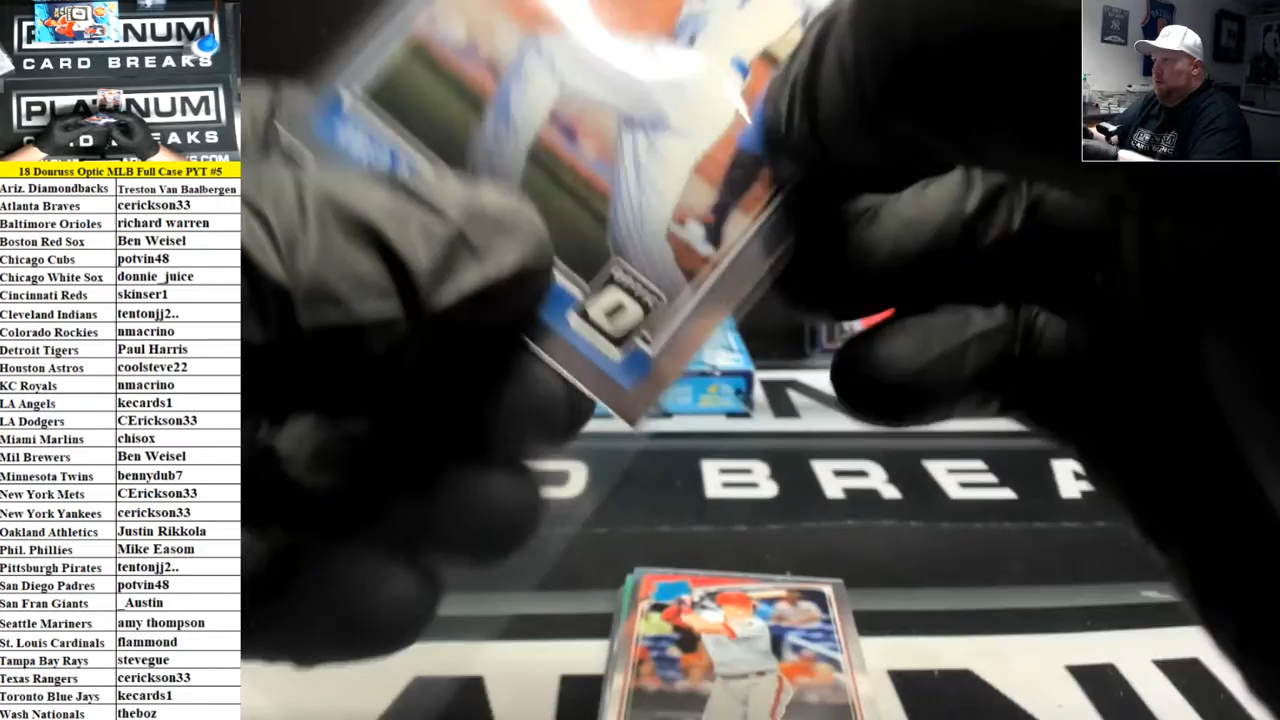 PLATINUM
CARD BREAKS
PLATINUM
BREAKS
18 Donruss Optic MLB Full Case PYT #5
Ariz. Diamondbacks Treston Van Baalbergen
Atlanta Braves cerickson33
Baltimore Orioles richard warren
Boston Red Sox Ben Weisel
Chicago Cubs potvin48
Chicago White Sox donnie_juice
Cincinnati Reds skinser1
Cleveland Indians tentonjj2..
Colorado Rockies nmacrino
Detroit Tigers Paul Harris
Houston Astros coolsteve22
KC Royals nmacrino
LA Angels kecards1
LA Dodgers CErickson33
Miami Marlins chisox
Mil Brewers Ben Weisel
Minnesota Twins bennydub7
New York Mets CErickson33
New York Yankees cerickson33
Oakland Athletics Justin Rikkola
Phil. Phillies Mike Easom
Pittsburgh Pirates tentonjj2..
San Diego Padres potvin48
San Fran Giants _Austin
Seattle Mariners amy thompson
St. Louis Cardinals flammond
Tampa Bay Rays stevegue
Texas Rangers cerickson33
Toronto Blue Jays kecards1
Wash Nationals theboz
D BREA